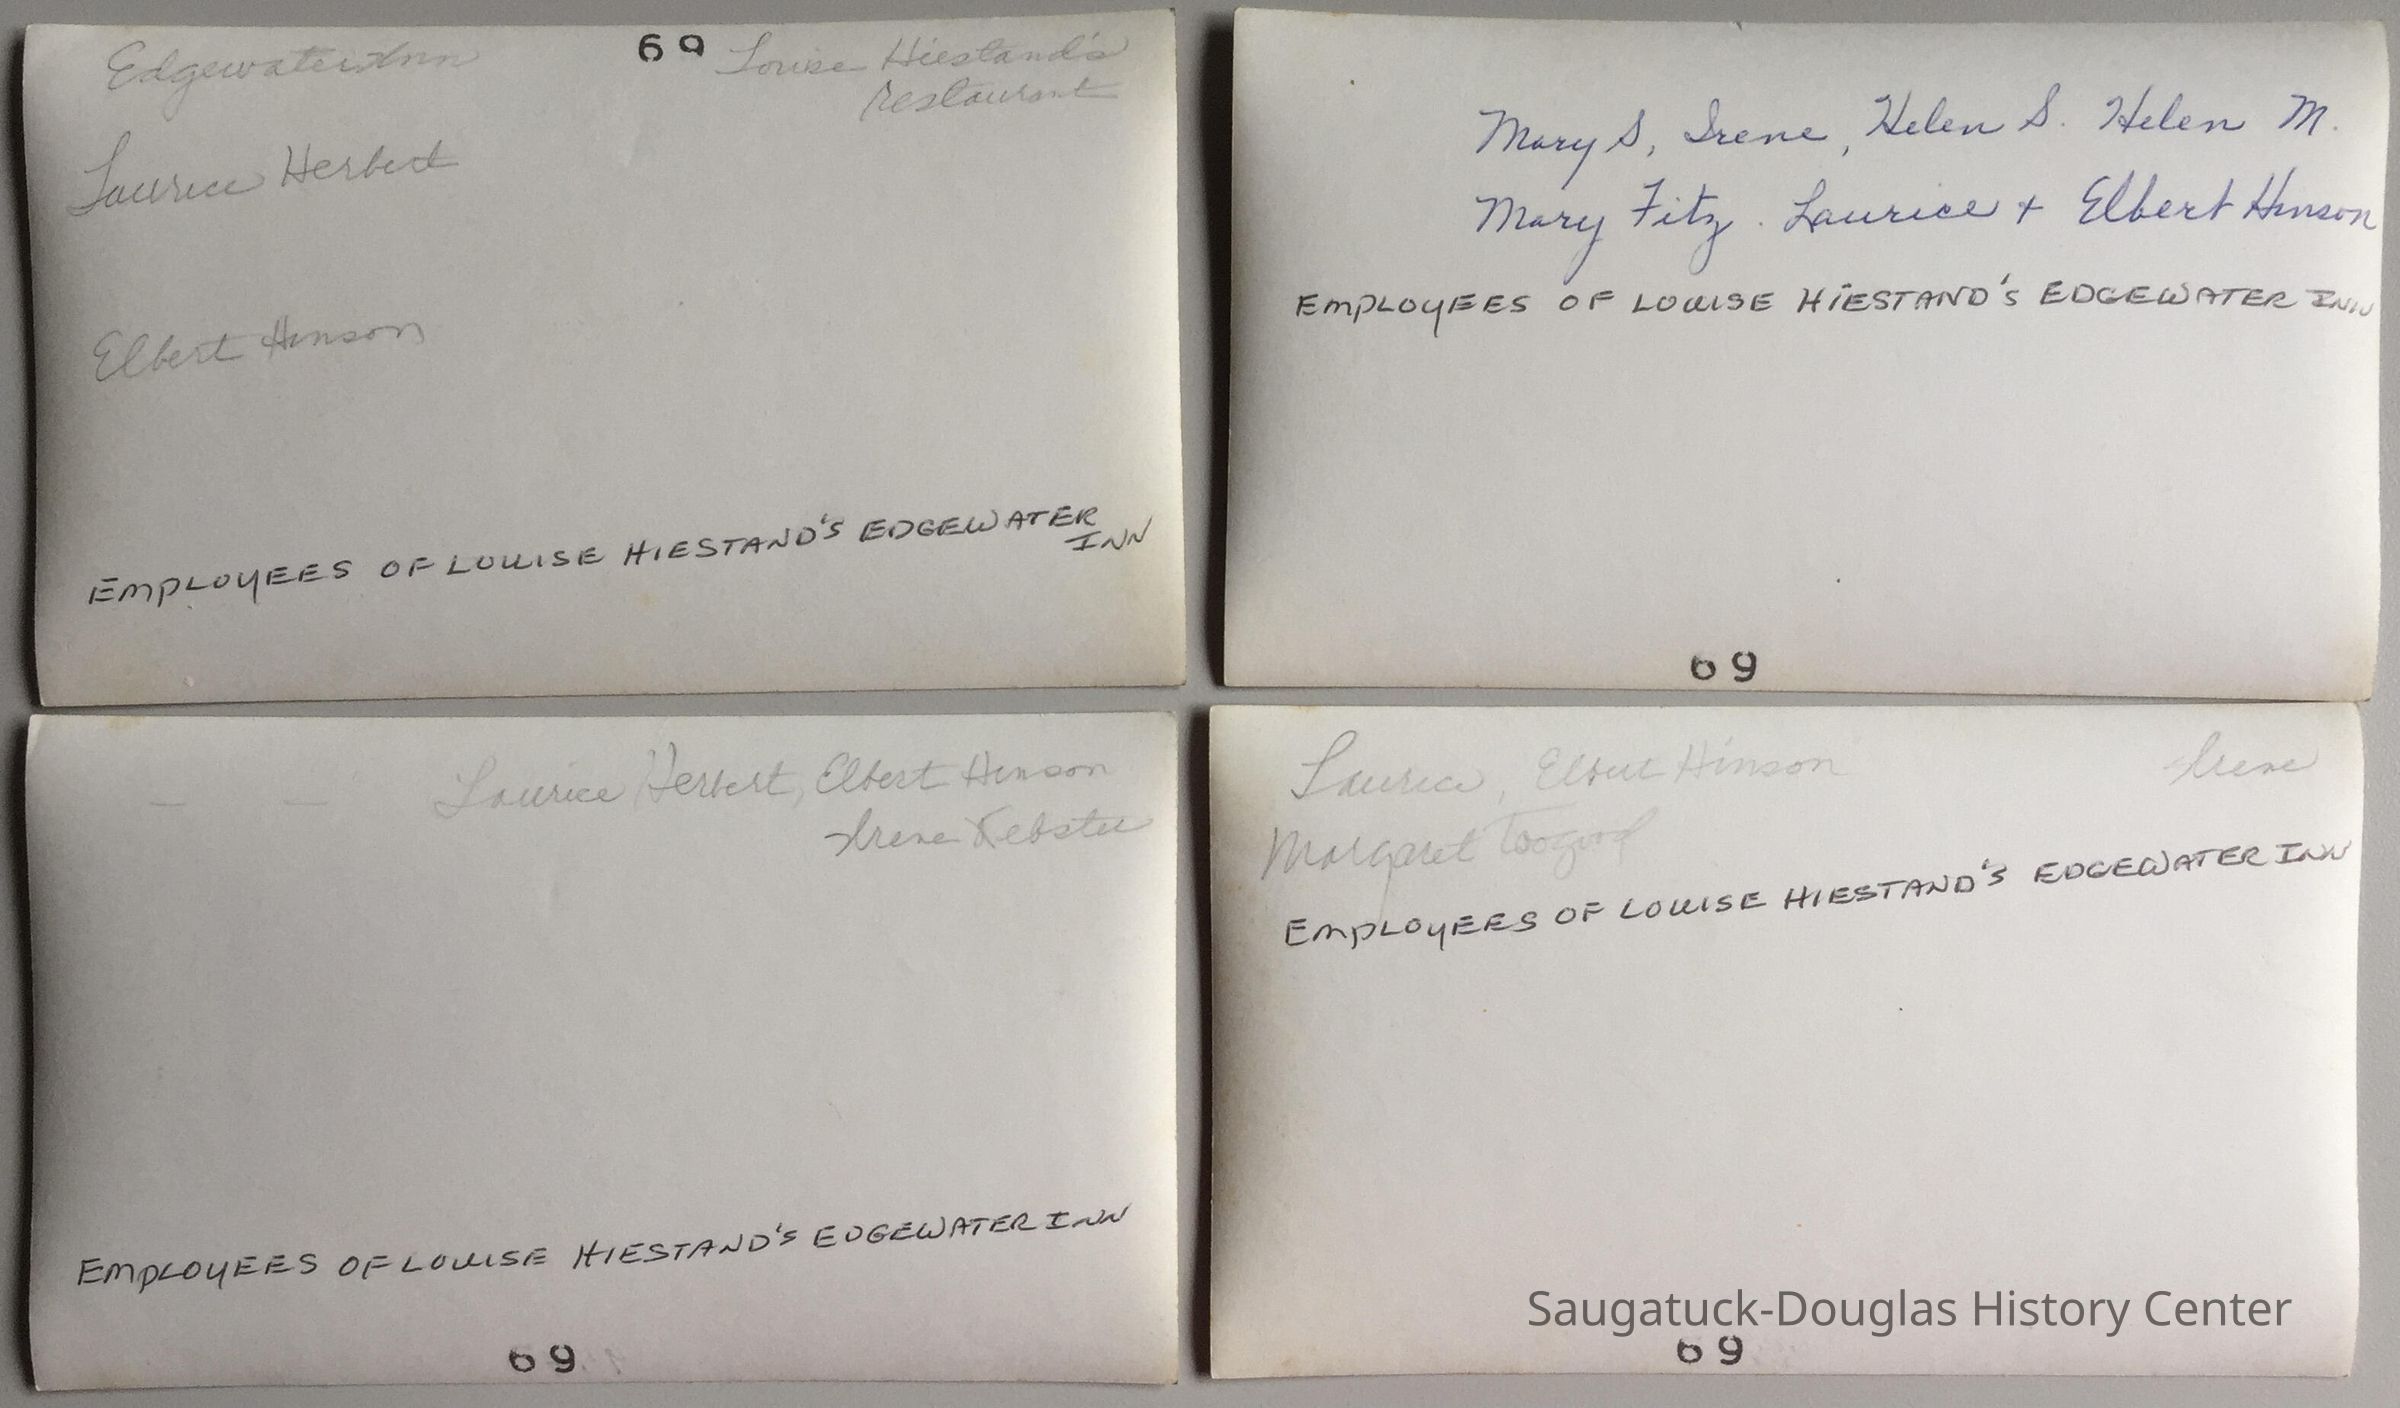 Edgewater Inn
69
Louise Hiestand's
restaurant
Laurice Herbert
Elbert Hinson
EMPLOYEES OF LOUISE HIESTAND'S EDGEWATER
INN
Mary S, Irene, Helen S. Helen M.
Mary Fitz. Laurice + Elbert Hinson
EMPLOYEES OF LOUISE HIESTAND'S EDGEWATER INN
69
Laurice Herbert, Elbert Hinson
Irene Webster
EMPLOYEES OF LOUISE HIESTAND'S EDGEWATER INN
69
Laurice, Elbert Hinson
Irene
Margaret
EMPLOYEES OF LOUISE HIESTAND'S EDGEWATER INN
Saugatuck-Douglas History Center
69